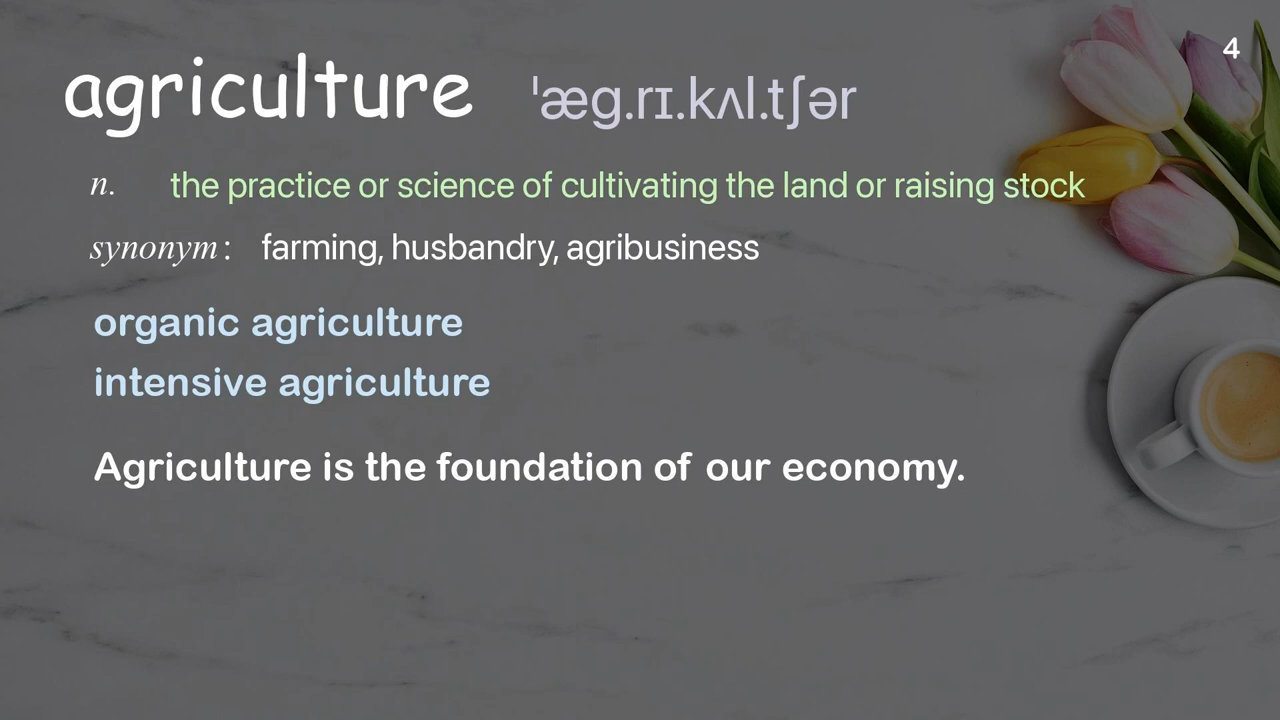 4
agriculture ˈæg.rɪ.kʌl.tʃər
n. the practice or science of cultivating the land or raising stock
synonym: farming, husbandry, agribusiness
organic agriculture
intensive agriculture
Agriculture is the foundation of our economy.